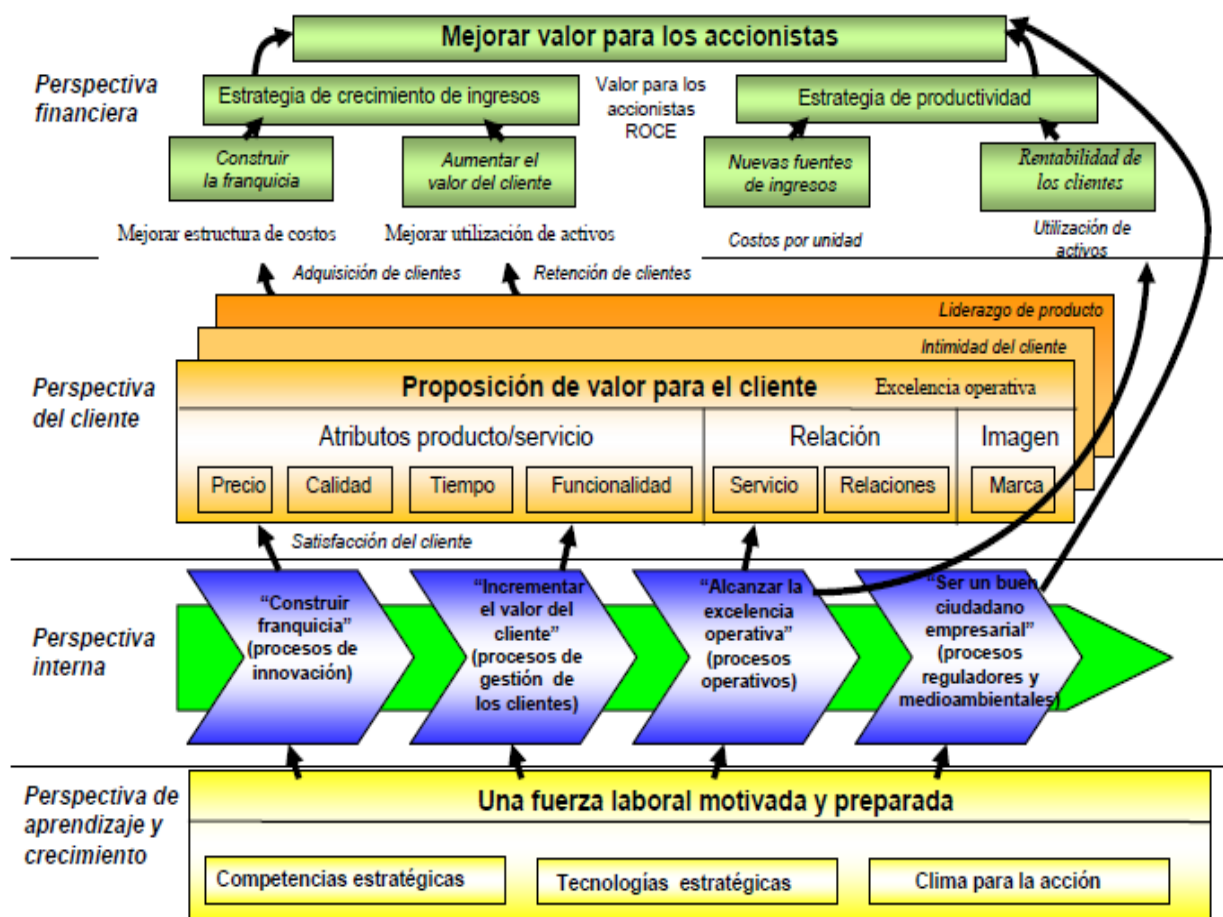 Mejorar valor para los accionistas
Perspectiva
financiera
Estrategia de crecimiento de ingresos
Valor para los
accionistas
ROCE
Estrategia de productividad
Construir
la franquicia
Aumentar el
valor del cliente
Nuevas fuentes
de ingresos
Rentabilidad de
los clientes
Mejorar estructura de costos
Mejorar utilización de activos
Costos por unidad
Utilización de
activos
Adquisición de clientes
Retención de clientes
Liderazgo de producto
Intimidad del cliente
Perspectiva
del cliente
Proposición de valor para el cliente
Excelencia operativa
Atributos producto/servicio
Relación
Imagen
Precio
Calidad
Tiempo
Funcionalidad
Servicio
Relaciones
Marca
Satisfacción del cliente
Perspectiva
interna
“Construir
franquicia”
(procesos de
innovación)
“Incrementar
el valor del
cliente”
(procesos de
gestión de
los clientes)
“Alcanzar la
excelencia
operativa”
(procesos
operativos)
“Ser un buen
ciudadano
empresarial”
(procesos
reguladores y
medioambientales)
Perspectiva de
aprendizaje y
crecimiento
Una fuerza laboral motivada y preparada
Competencias estratégicas
Tecnologías estratégicas
Clima para la acción